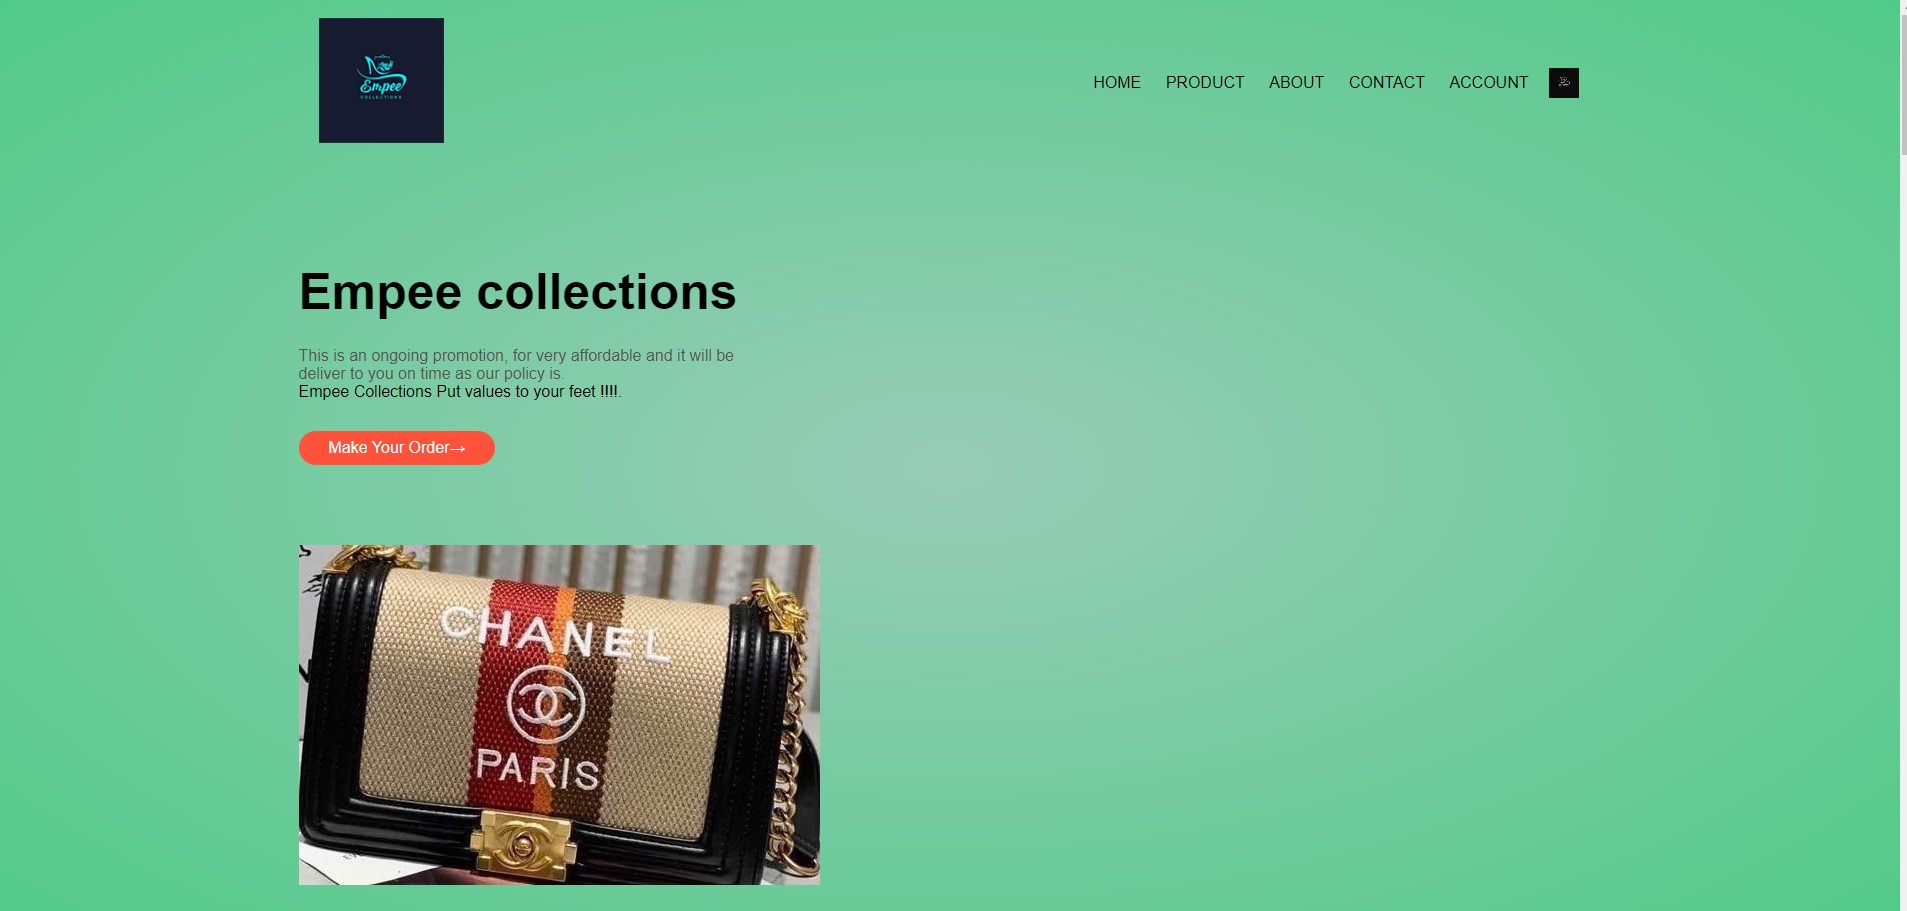 Empee
COLLECTIONS
HOME PRODUCT ABOUT CONTACT ACCOUNT
Empee collections
This is an ongoing promotion, for very affordable and it will be
deliver to you on time as our policy is.
Empee Collections Put values to your feet !!!!.
Make Your Order→
CHANEL
PARIS